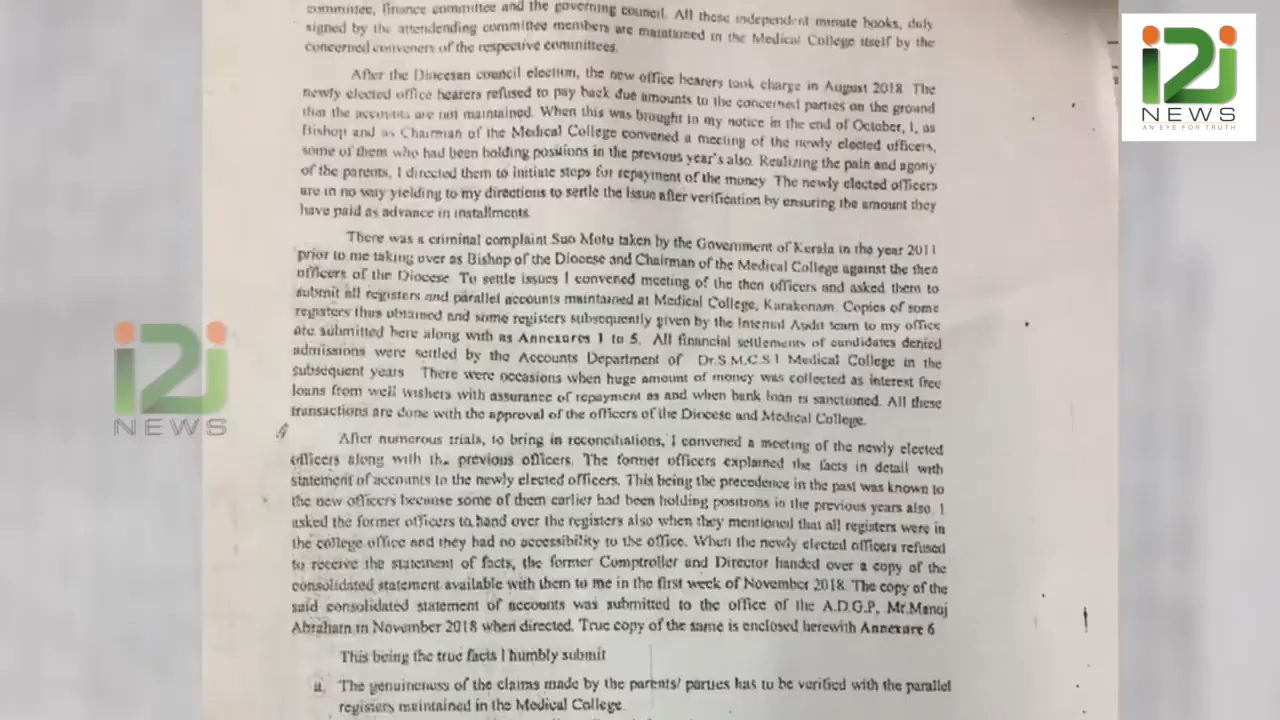 committee, finance committee and the governing council. All these independent minute books, duly
signed by the attendending committee members are maintained in the Medical College itself by the
concerned conveners of the respective committees.
After the Diocesan council election, the new office bearers took charge in August 2018. The
newly elected office bearers refused to pay back due amounts to the concerned parties on the ground
that the accounts are not maintained. When this was brought to my notice in the end of October, I, as
Bishop and as Chairman of the Medical College convened a meeting of the newly elected officers,
some of them who had been holding positions in the previous year's also. Realizing the pain and agony
of the parents, I directed them to initiate steps for repayment of the money. The newly elected officers
are in no way yielding to my directions to settle the issue after verification by ensuring the amount they
have paid as advance in installments.
There was a criminal complaint Suo Motu taken by the Government of Kerala in the year 2011
prior to me taking over as Bishop of the Diocese and Chairman of the Medical College against the then
officers of the Diocese. To settle issues I convened meeting of the then officers and asked them to
submit all registers and parallel accounts maintained at Medical College, Karakonam. Copies of some
registers thus obtained and some registers subsequently given by the Internal Audit team to my office
are submitted here along with as Annexures 1 to 5. All financial settlements of candidates denied
admissions were settled by the Accounts Department of Dr.S.M.C.S.I Medical College in the
subsequent years. There were occasions when huge amount of money was collected as interest free
loans from well wishers with assurance of repayment as and when bank loan is sanctioned. All these
transactions are done with the approval of the officers of the Diocese and Medical College.
After numerous trials, to bring in reconciliations, I convened a meeting of the newly elected
officers along with the previous officers. The former officers explained the facts in detail with
statement of accounts to the newly elected officers. This being the precedence in the past was known to
the new officers because some of them earlier had been holding positions in the previous years also. I
asked the former officers to hand over the registers also when they mentioned that all registers were in
the college office and they had no accessibility to the office. When the newly elected officers refused
to receive the statement of facts, the former Comptroller and Director handed over a copy of the
consolidated statement available with them to me in the first week of November 2018. The copy of the
said consolidated statement of accounts was submitted to the office of the A.D.G.P, Mr.Manoj
Abraham in November 2018 when directed. True copy of the same is enclosed herewith Annexure 6
This being the true facts I humbly submit
a. The genuineness of the claims made by the parents/ parties has to be verified with the parallel
registers maintained in the Medical College.
i2i
NEWS
AN EYE FOR TRUTH
i2i
NEWS